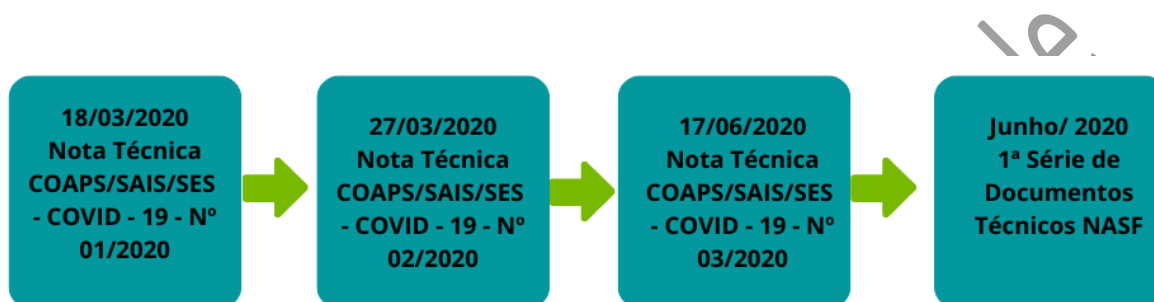 18/03/2020
Nota Técnica
COAPS/SAIS/SES
- COVID - 19 - Nº
01/2020
27/03/2020
Nota Técnica
COAPS/SAIS/SES
- COVID - 19 - Nº
02/2020
17/06/2020
Nota Técnica
COAPS/SAIS/SES
- COVID - 19 - Nº
03/2020
Junho/ 2020
1ª Série de
Documentos
Técnicos NASF